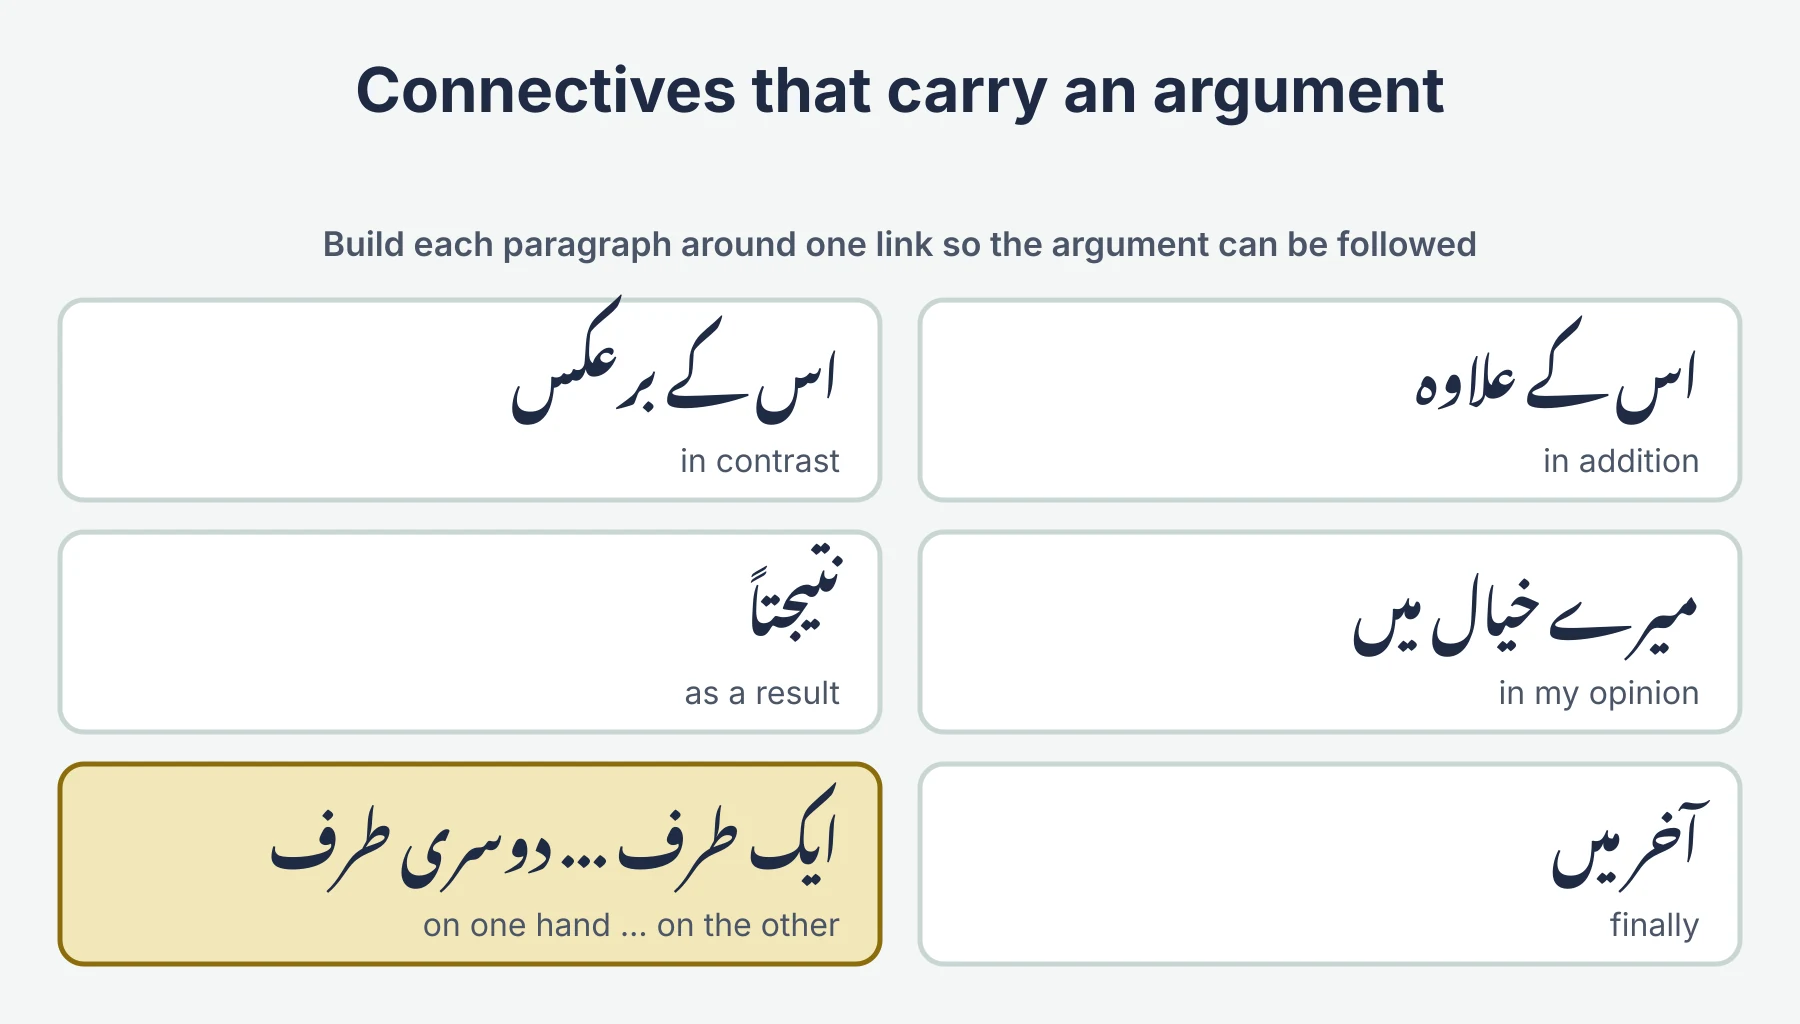 Connectives that carry an argument
Build each paragraph around one link so the argument can be followed
اس کے علاوہ
in addition
اس کے برعکس
in contrast
میرے خیال میں
in my opinion
نتیجتاً
as a result
آخر میں
finally
ایک طرف … دوسری طرف
on one hand … on the other